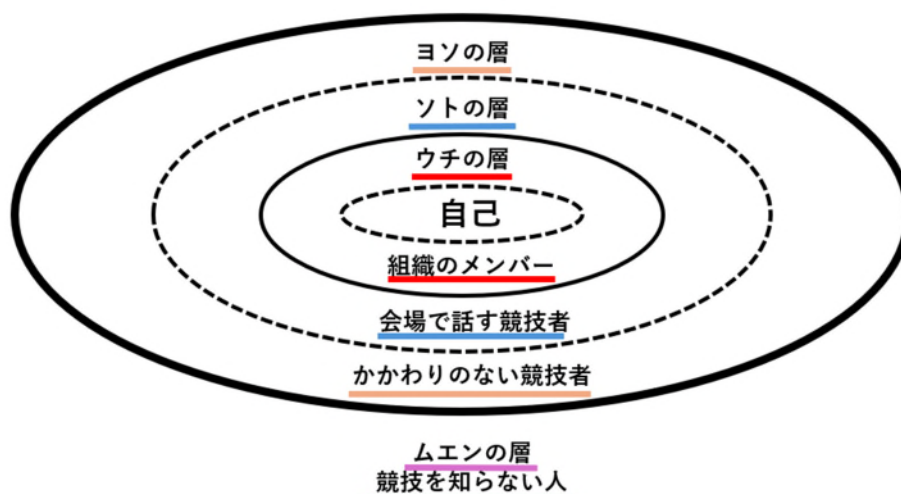 ヨソの層
ソトの層
ウチの層
自己
組織のメンバー
会場で話す競技者
かかわりのない競技者
ムエンの層
競技を知らない人